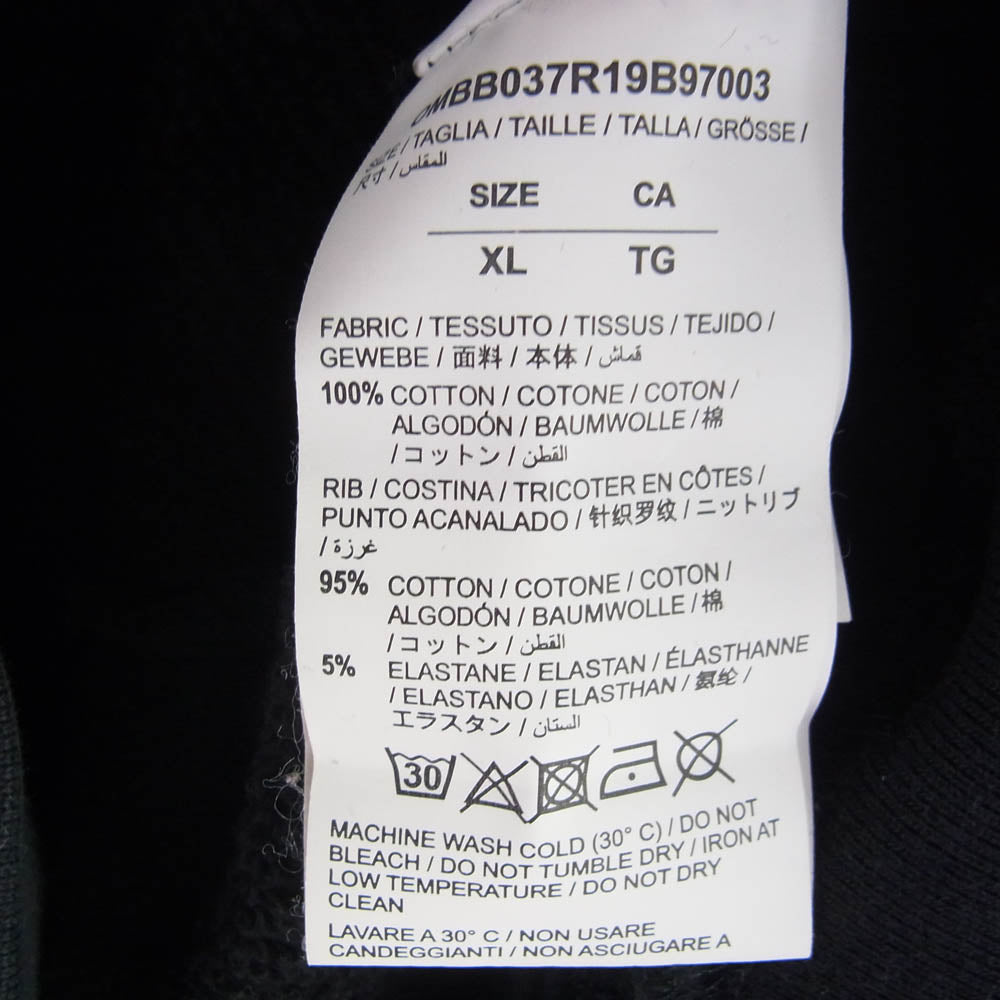 OMBB037R19B97003
SIZE / TAGLIA / TAILLE / TALLA / GRÖSSE /
尺寸 / المقاس
SIZE CA
XL TG
FABRIC / TESSUTO / TISSUS / TEJIDO /
GEWEBE / 面料 / 本体 / قماش
100% COTTON / COTONE / COTON /
ALGODÓN / BAUMWOLLE / 棉
/ コットン / القطن
RIB / COSTINA / TRICOTER EN CÔTES /
PUNTO ACANALADO / 针织罗纹 / ニットリブ
/ غرزة
95% COTTON / COTONE / COTON /
ALGODÓN / BAUMWOLLE / 棉
/ コットン / القطن
5% ELASTANE / ELASTAN / ÉLASTHANNE
/ ELASTANO / ELASTHAN / 氨纶 /
エラスタン / الستان
30
MACHINE WASH COLD (30° C) / DO NOT
BLEACH / DO NOT TUMBLE DRY / IRON AT
LOW TEMPERATURE / DO NOT DRY
CLEAN
LAVARE A 30° C / NON USARE
CANDEGGIANTI / NON ASCIUGARE A